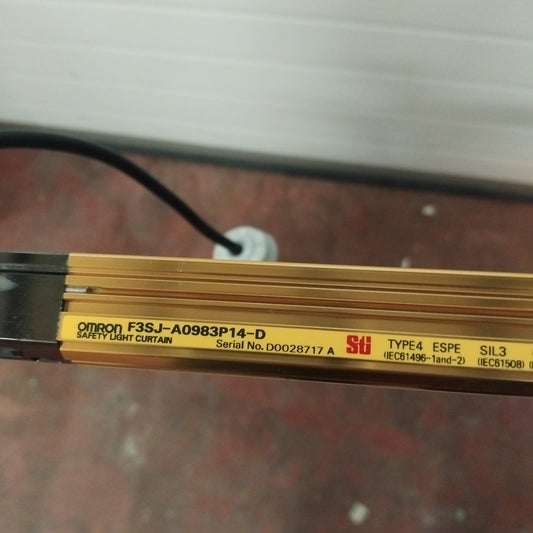 OMRON F3SJ-A0983P14-D
SAFETY LIGHT CURTAIN
Serial No. D0028717 A
Sti
TYPE4 ESPE
(IEC61496-1and-2)
SIL3
(IEC61508)